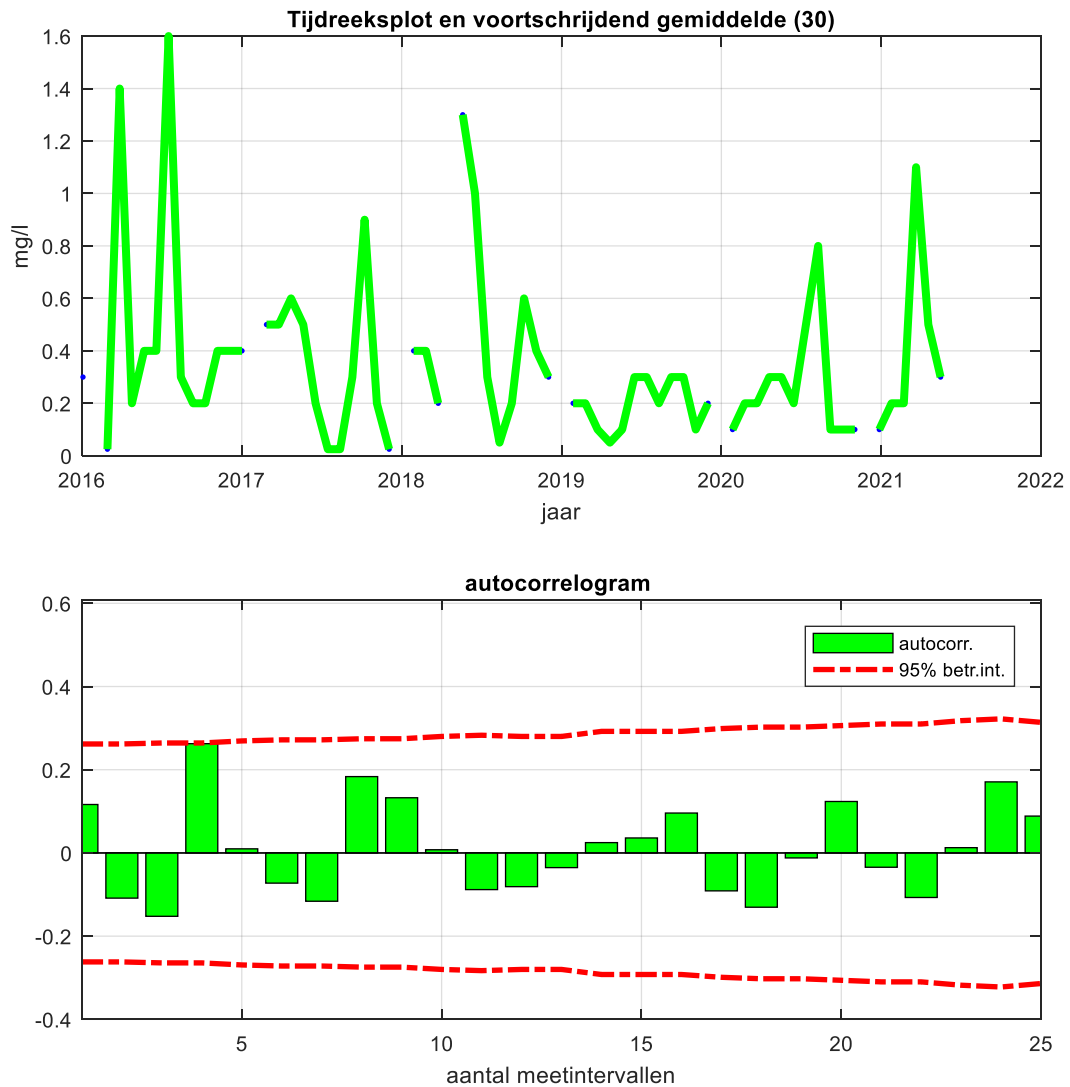 Tijdreeksplot en voortschrijdend gemiddelde (30)
1.6
1.4
1.2
1
0.8
0.6
0.4
0.2
0
mg/l
2016 2017 2018 2019 2020 2021 2022
jaar
autocorrelogram
0.6
0.4
0.2
0
-0.2
-0.4
autocorr.
95% betr.int.
5 10 15 20 25
aantal meetintervallen